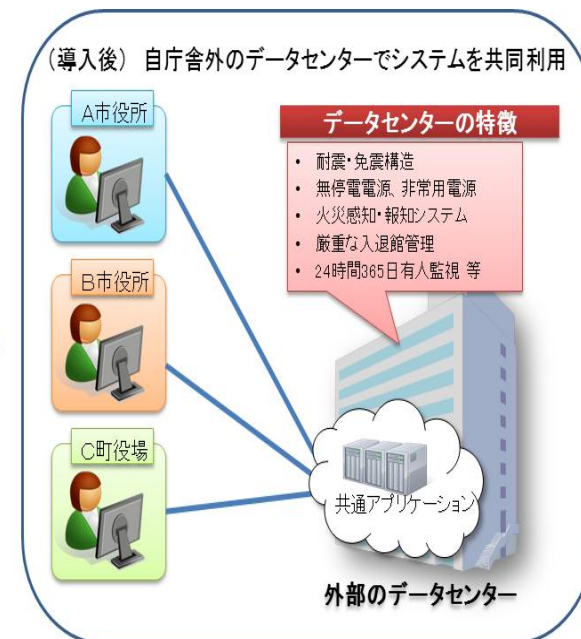 (導入後) 自庁舎外のデータセンターでシステムを共同利用
A市役所
データセンターの特徴
• 耐震・免震構造
• 無停電電源、非常用電源
• 火災感知・報知システム
• 厳重な入退館管理
• 24時間365日有人監視 等
B市役所
C町役場
共通アプリケーション
外部のデータセンター